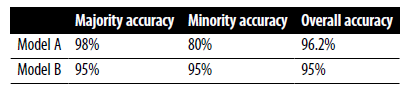 Majority accuracy Minority accuracy Overall accuracy
Model A 98% 80% 96.2%
Model B 95% 95% 95%